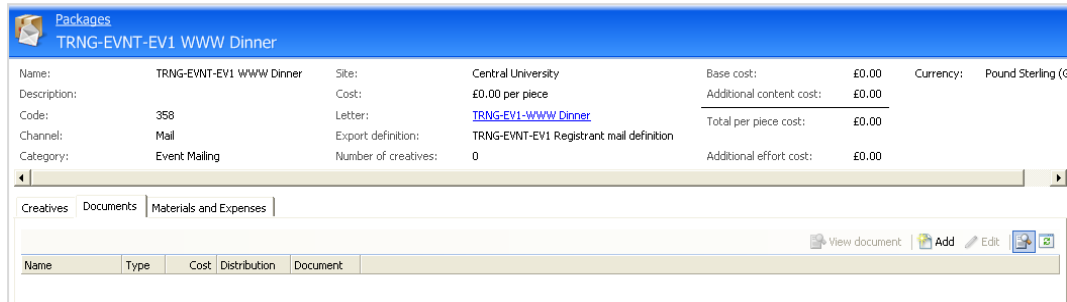 Packages
TRNG-EVNT-EV1 WWW Dinner
Name: TRNG-EVNT-EV1 WWW Dinner Site: Central University Base cost: £0.00 Currency: Pound Sterling (G
Description: Cost: £0.00 per piece Additional content cost: £0.00
Code: 358 Letter: TRNG-EV1-WWW Dinner Total per piece cost: £0.00
Channel: Mail Export definition: TRNG-EVNT-EV1 Registrant mail definition
Category: Event Mailing Number of creatives: 0 Additional effort cost: £0.00
Creatives Documents Materials and Expenses
View document Add Edit
Name Type Cost Distribution Document